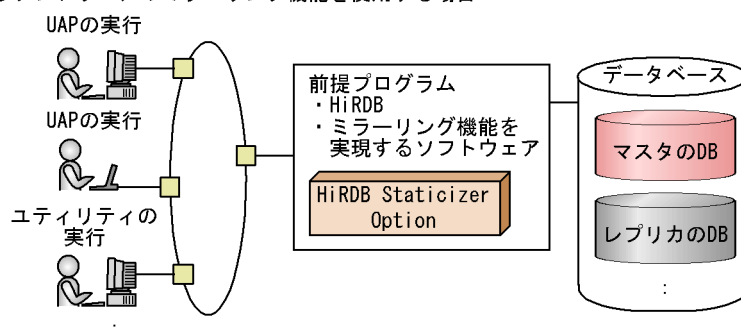 UAPの実行
UAPの実行
ユティリティの
実行
:
前提プログラム
・HiRDB
・ミラーリング機能を
実現するソフトウェア
HiRDB Staticizer
Option
データベース
マスタのDB
レプリカのDB
: